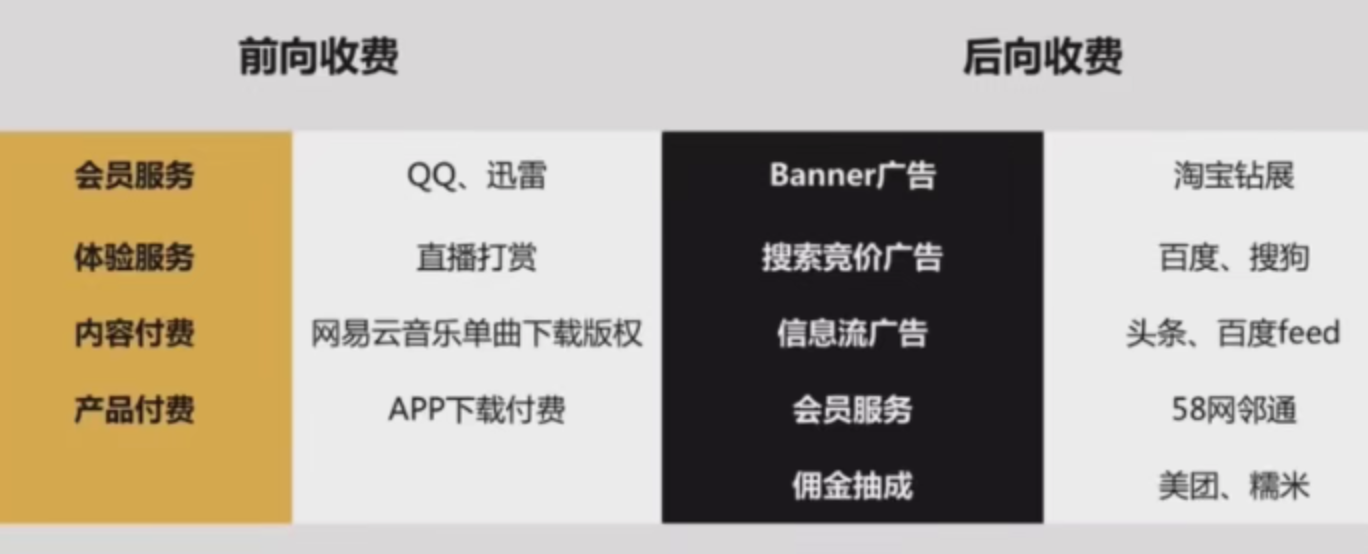 前向收费 后向收费
会员服务 QQ、迅雷 Banner广告 淘宝钻展
体验服务 直播打赏 搜索竞价广告 百度、搜狗
内容付费 网易云音乐单曲下载版权 信息流广告 头条、百度feed
产品付费 APP下载付费 会员服务 58网邻通
佣金抽成 美团、糯米